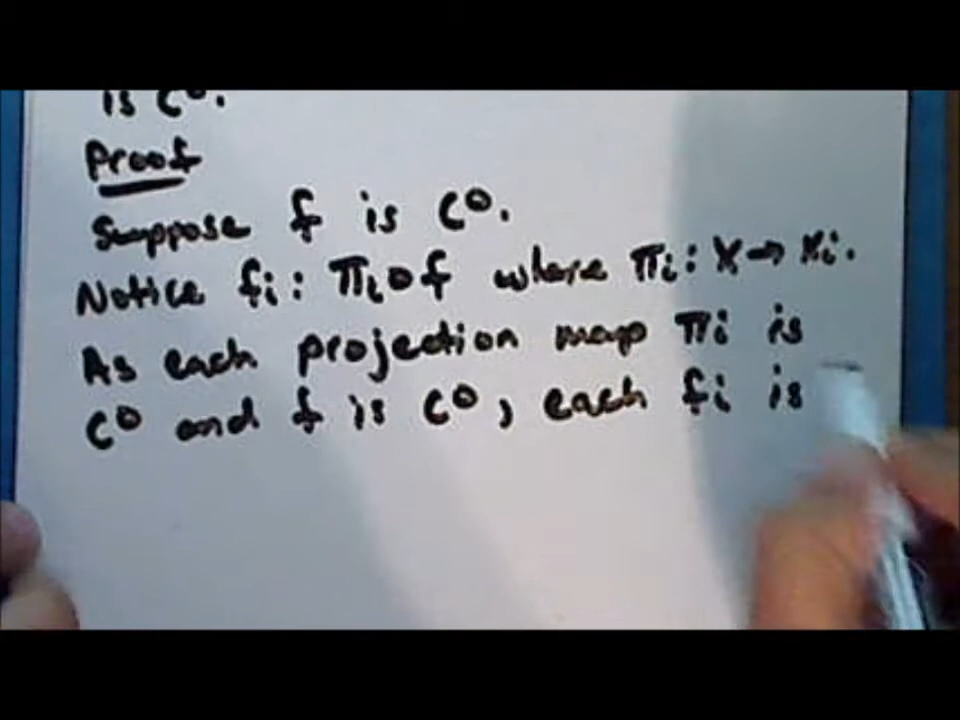 is C⁰.
Proof
Suppose f is C⁰.
Notice fᵢ: πᵢ∘f where πᵢ: X→Xᵢ.
As each projection map πᵢ is
C⁰ and f is C⁰, each fᵢ is